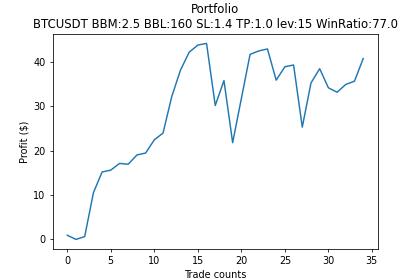 Portfolio
BTCUSDT BBM:2.5 BBL:160 SL:1.4 TP:1.0 lev:15 WinRatio:77.0
Profit ($)
40
30
20
10
0
0 5 10 15 20 25 30 35
Trade counts